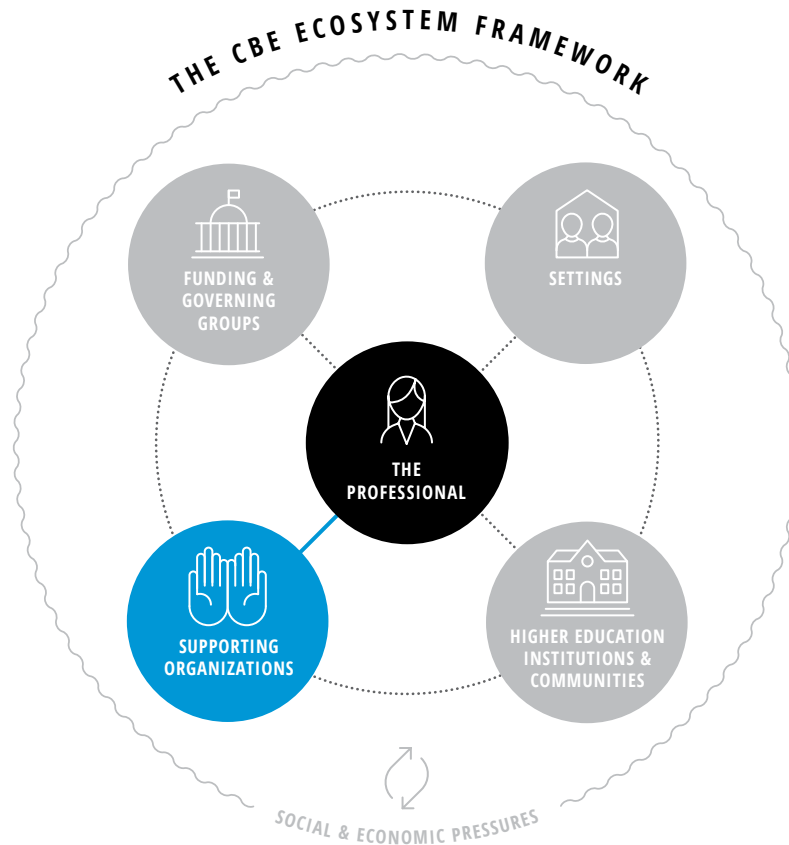 THE CBE ECOSYSTEM FRAMEWORK
FUNDING &
GOVERNING
GROUPS
SETTINGS
THE
PROFESSIONAL
SUPPORTING
ORGANIZATIONS
HIGHER EDUCATION
INSTITUTIONS &
COMMUNITIES
SOCIAL & ECONOMIC PRESSURES